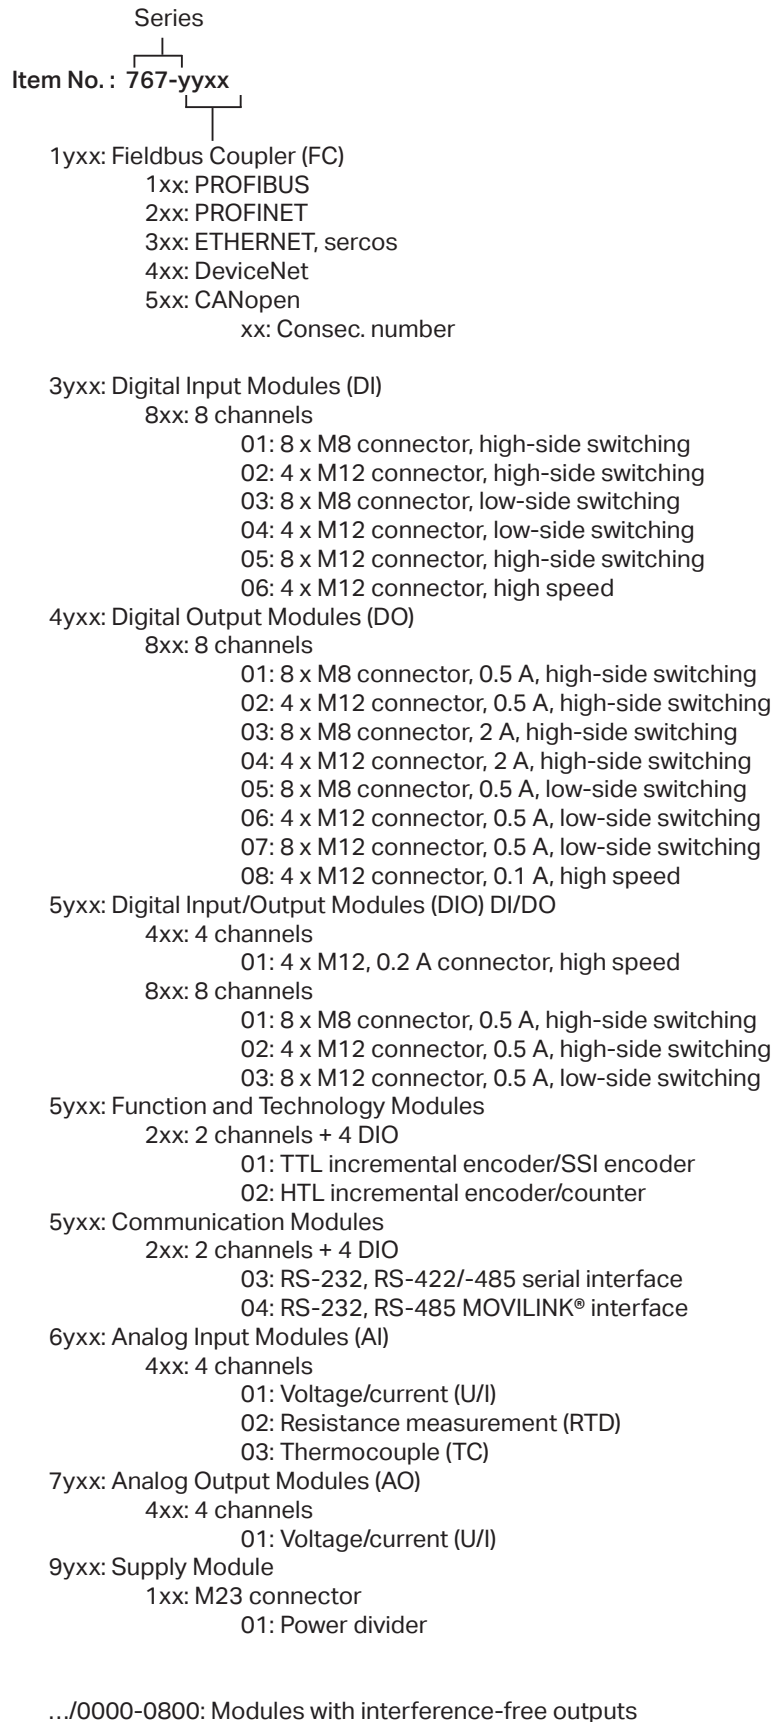 Series
Item No. : 767-yyxx
1yxx: Fieldbus Coupler (FC)
1xx: PROFIBUS
2xx: PROFINET
3xx: ETHERNET, sercos
4xx: DeviceNet
5xx: CANopen
xx: Consec. number
3yxx: Digital Input Modules (DI)
8xx: 8 channels
01: 8 x M8 connector, high-side switching
02: 4 x M12 connector, high-side switching
03: 8 x M8 connector, low-side switching
04: 4 x M12 connector, low-side switching
05: 8 x M12 connector, high-side switching
06: 4 x M12 connector, high speed
4yxx: Digital Output Modules (DO)
8xx: 8 channels
01: 8 x M8 connector, 0.5 A, high-side switching
02: 4 x M12 connector, 0.5 A, high-side switching
03: 8 x M8 connector, 2 A, high-side switching
04: 4 x M12 connector, 2 A, high-side switching
05: 8 x M8 connector, 0.5 A, low-side switching
06: 4 x M12 connector, 0.5 A, low-side switching
07: 8 x M12 connector, 0.5 A, low-side switching
08: 4 x M12 connector, 0.1 A, high speed
5yxx: Digital Input/Output Modules (DIO) DI/DO
4xx: 4 channels
01: 4 x M12, 0.2 A connector, high speed
8xx: 8 channels
01: 8 x M8 connector, 0.5 A, high-side switching
02: 4 x M12 connector, 0.5 A, high-side switching
03: 8 x M12 connector, 0.5 A, low-side switching
5yxx: Function and Technology Modules
2xx: 2 channels + 4 DIO
01: TTL incremental encoder/SSI encoder
02: HTL incremental encoder/counter
5yxx: Communication Modules
2xx: 2 channels + 4 DIO
03: RS-232, RS-422/-485 serial interface
04: RS-232, RS-485 MOVILINK® interface
6yxx: Analog Input Modules (AI)
4xx: 4 channels
01: Voltage/current (U/I)
02: Resistance measurement (RTD)
03: Thermocouple (TC)
7yxx: Analog Output Modules (AO)
4xx: 4 channels
01: Voltage/current (U/I)
9yxx: Supply Module
1xx: M23 connector
01: Power divider
…/0000-0800: Modules with interference-free outputs